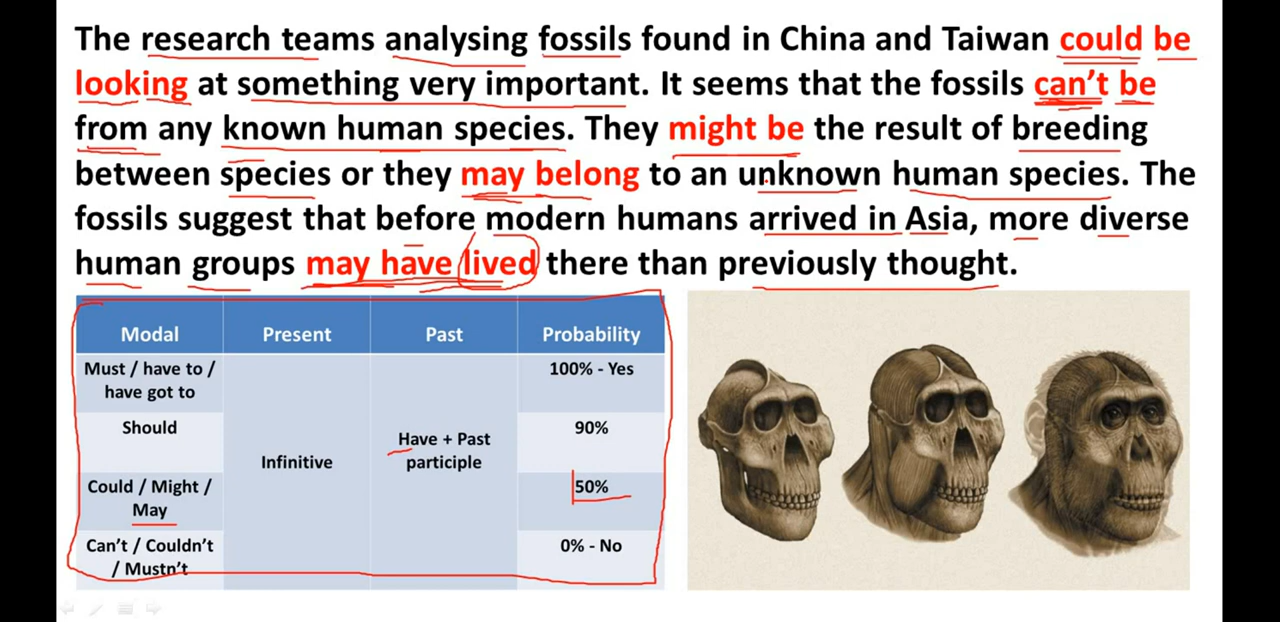 The research teams analysing fossils found in China and Taiwan could be
looking at something very important. It seems that the fossils can't be
from any known human species. They might be the result of breeding
between species or they may belong to an unknown human species. The
fossils suggest that before modern humans arrived in Asia, more diverse
human groups may have lived there than previously thought.
Modal Present Past Probability
Must / have to /
have got to
100% - Yes
Should
90%
Infinitive
Have + Past
participle
Could / Might /
May
50%
Can't / Couldn't
/ Mustn't
0% - No